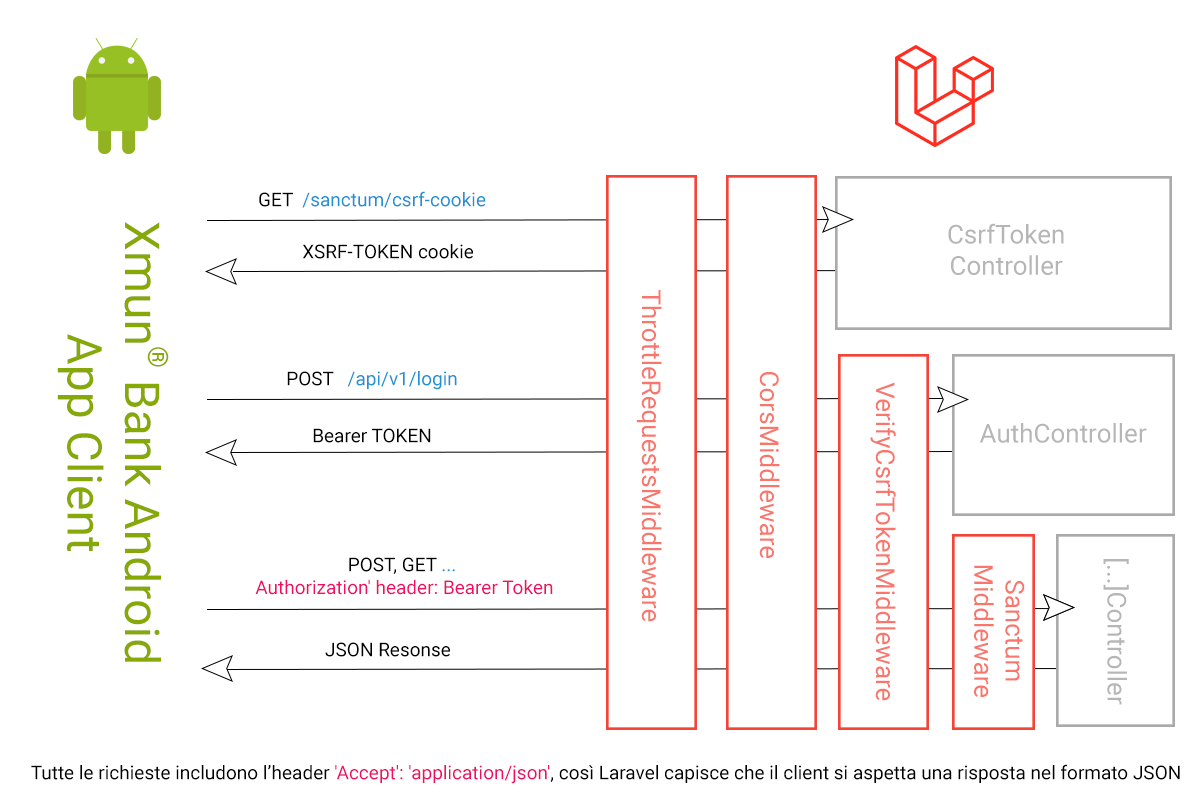 Xmun® Bank Android
App Client
GET /sanctum/csrf-cookie
XSRF-TOKEN cookie
POST /api/v1/login
Bearer TOKEN
POST, GET ...
Authorization' header: Bearer Token
JSON Resonse
ThrottleRequestsMiddleware
CorsMiddleware
VerifyCsrfTokenMiddleware
Sanctum
Middleware
CsrfToken
Controller
AuthController
[...]Controller
Tutte le richieste includono l’header 'Accept': 'application/json', così Laravel capisce che il client si aspetta una risposta nel formato JSON